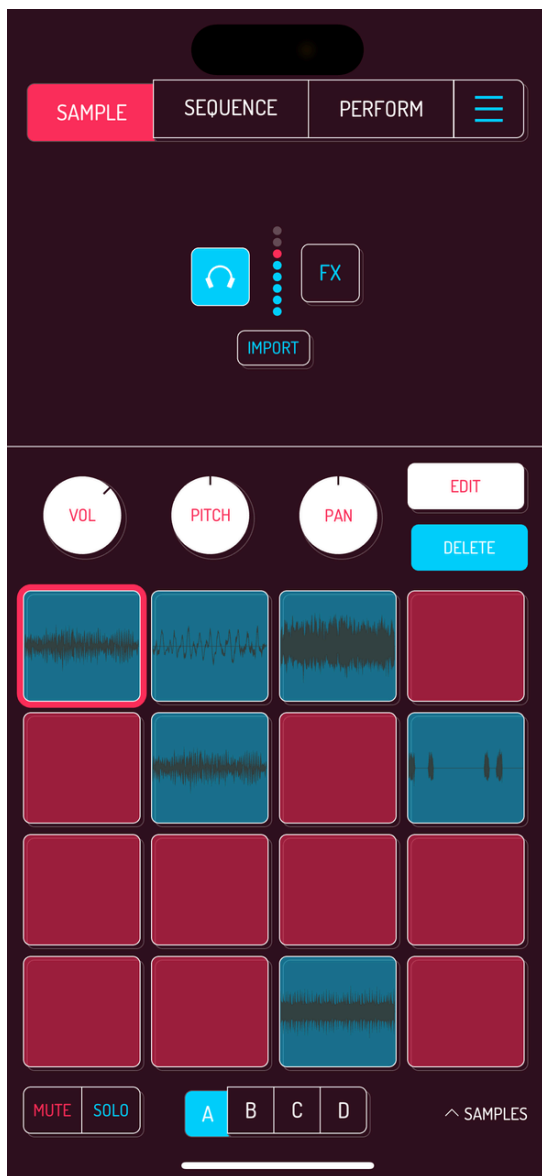 SAMPLE SEQUENCE PERFORM
FX
IMPORT
VOL PITCH PAN EDIT
DELETE
MUTE SOLO A B C D SAMPLES